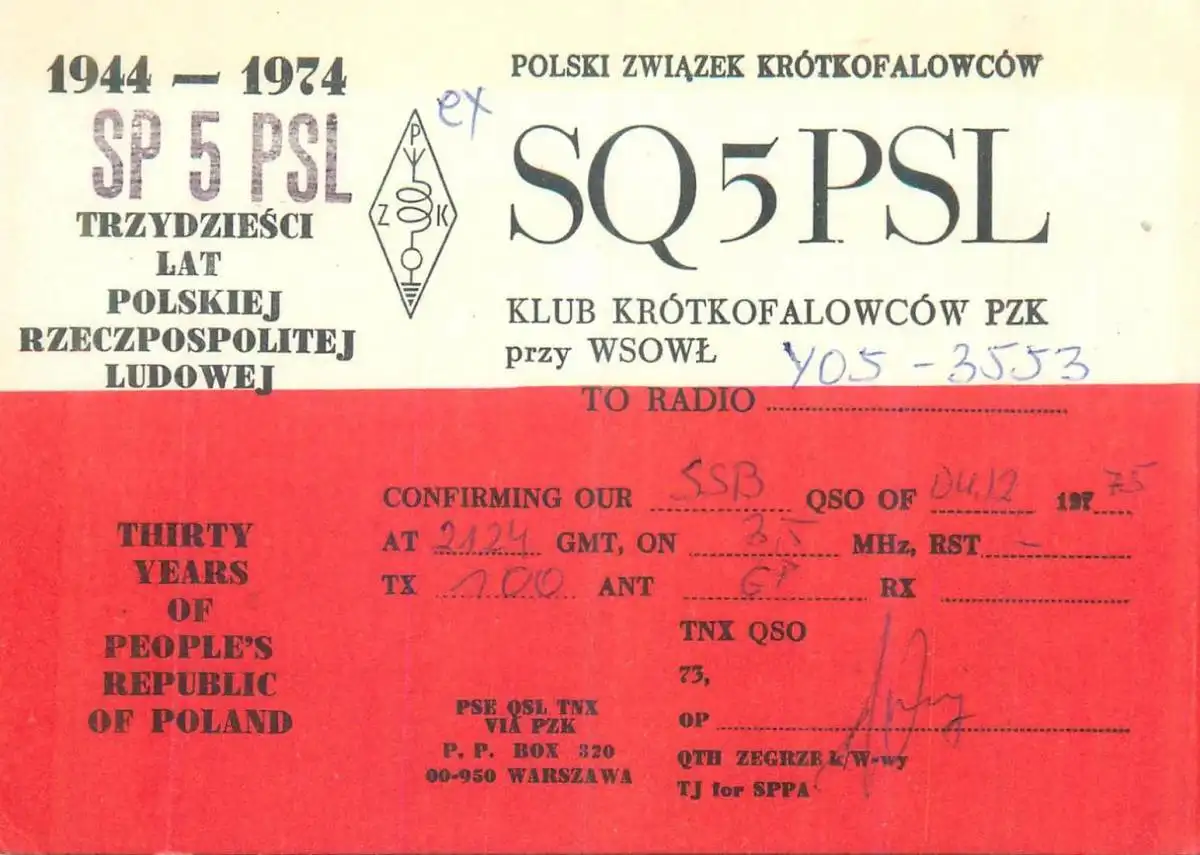 1944 — 1974
SP 5 PSL
TRZYDZIEŚCI
LAT
POLSKIEJ
RZECZPOSPOLITEJ
LUDOWEJ
P
Z K
ex
POLSKI ZWIĄZEK KRÓTKOFALOWCÓW
SQ5PSL
KLUB KRÓTKOFALOWCÓW PZK
przy WSOWŁ
YO5-3553
TO RADIO
CONFIRMING OUR SSB QSO OF 04.12 197 75
AT 2124 GMT, ON 3,5 MHz, RST -
TX 100 ANT GP RX
TNX QSO
73,
OP
QTH ZEGRZE k/W-wy
TJ for SPPA
THIRTY
YEARS
OF
PEOPLE'S
REPUBLIC
OF POLAND
PSE QSL TNX
VIA PZK
P. P. BOX 320
00-950 WARSZAWA